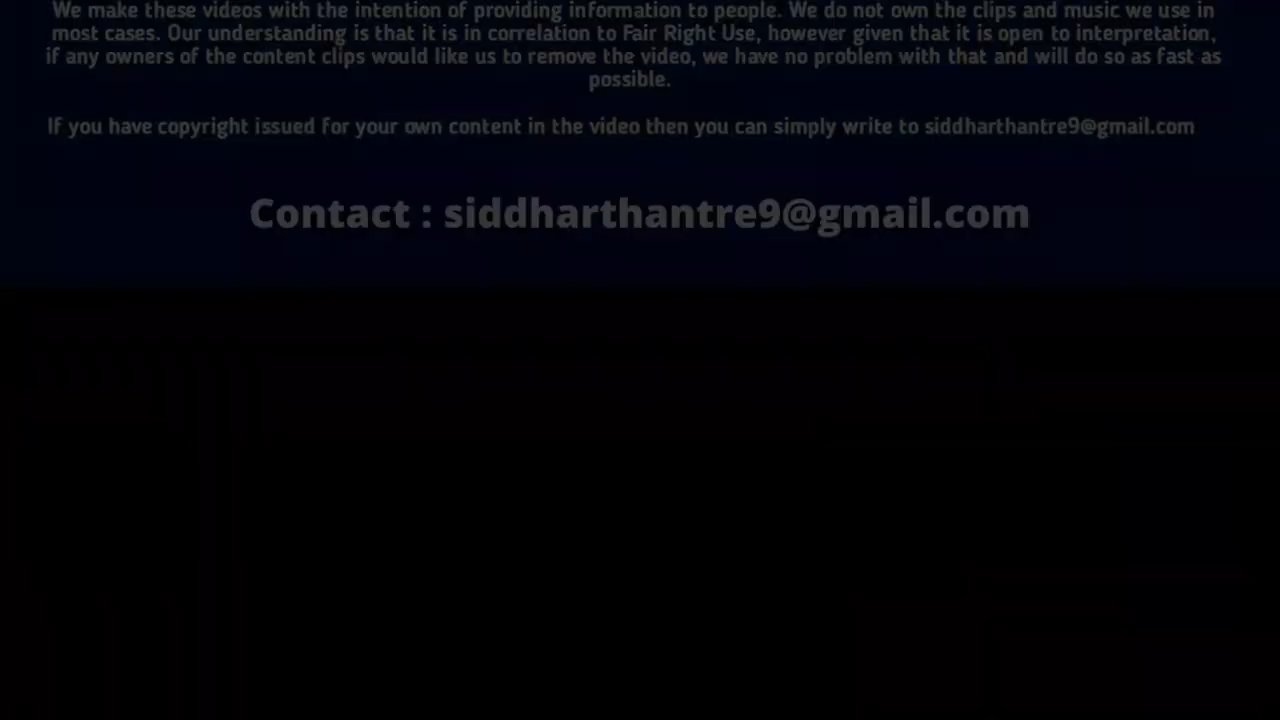 We make these videos with the intention of providing information to people. We do not own the clips and music we use in
most cases. Our understanding is that it is in correlation to Fair Right Use, however given that it is open to interpretation,
if any owners of the content clips would like us to remove the video, we have no problem with that and will do so as fast as
possible.
If you have copyright issued for your own content in the video then you can simply write to siddharthantre9@gmail.com
Contact : siddharthantre9@gmail.com